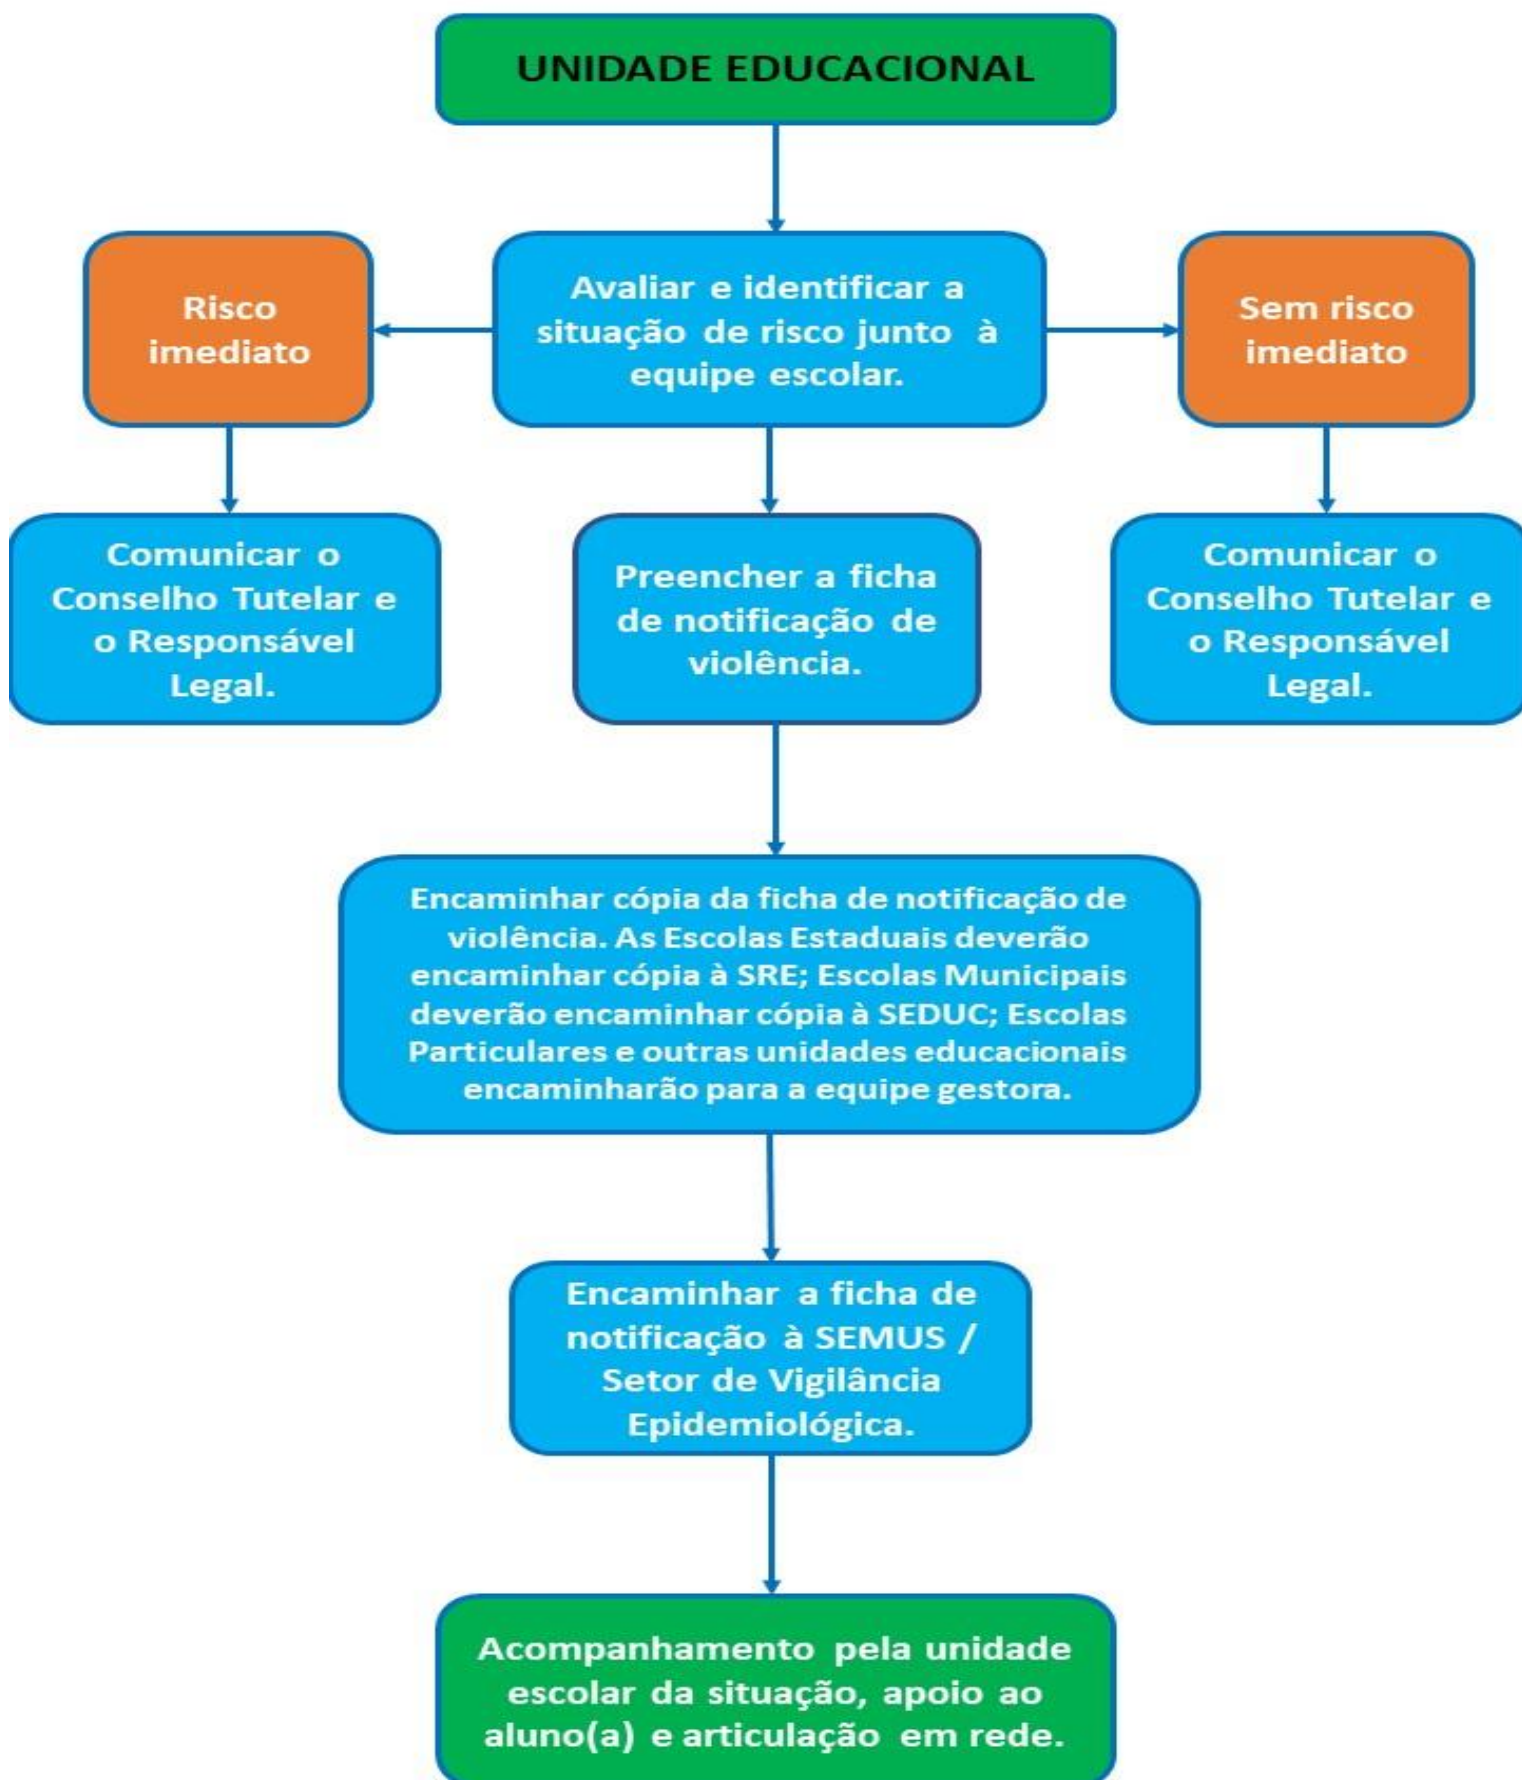 UNIDADE EDUCACIONAL
Risco
imediato
Avaliar e identificar a
situação de risco junto à
equipe escolar.
Sem risco
imediato
Comunicar o
Conselho Tutelar e
o Responsável
Legal.
Preencher a ficha
de notificação de
violência.
Comunicar o
Conselho Tutelar e
o Responsável
Legal.
Encaminhar cópia da ficha de notificação de
violência. As Escolas Estaduais deverão
encaminhar cópia à SRE; Escolas Municipais
deverão encaminhar cópia à SEDUC; Escolas
Particulares e outras unidades educacionais
encaminharão para a equipe gestora.
Encaminhar a ficha de
notificação à SEMUS /
Setor de Vigilância
Epidemiológica.
Acompanhamento pela unidade
escolar da situação, apoio ao
aluno(a) e articulação em rede.